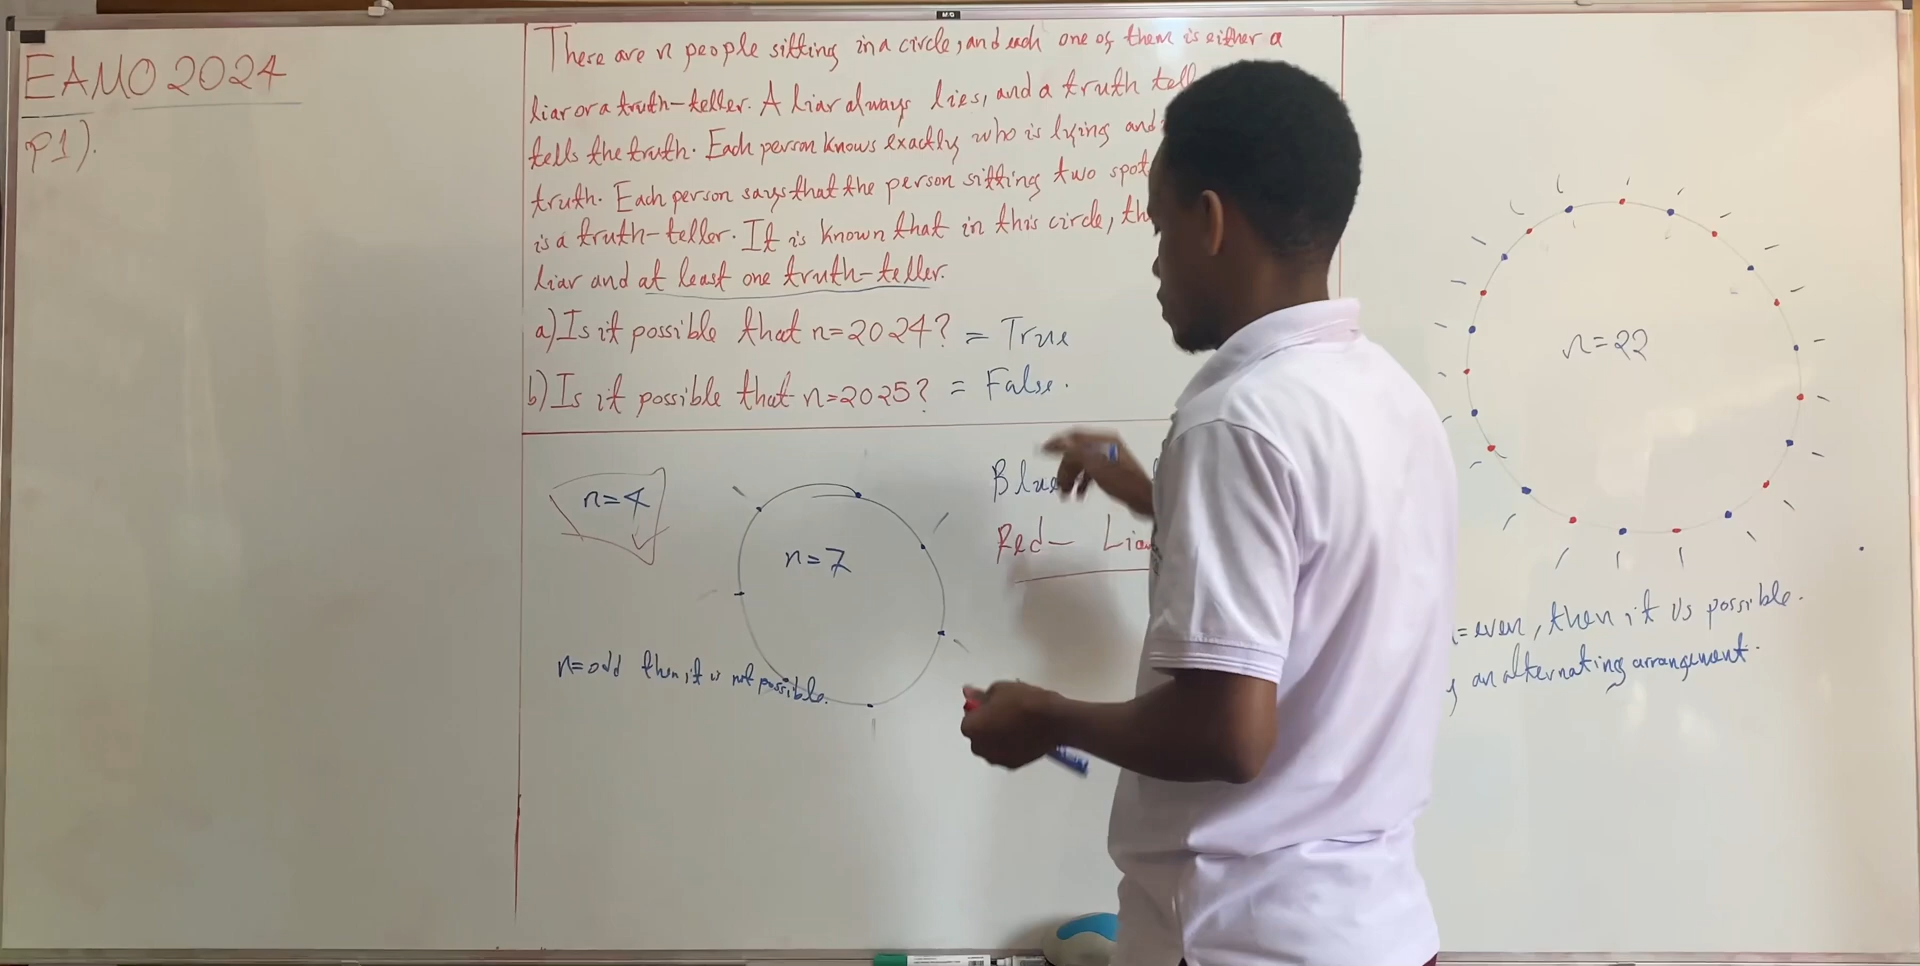 EAMO 2024
P1).
There are n people sitting in a circle, and each one of them is either a
liar or a truth-teller. A liar always lies, and a truth tell
tells the truth. Each person knows exactly who is lying and
truth. Each person says that the person sitting two spot
is a truth-teller. It is known that in this circle, th
liar and at least one truth-teller.
a) Is it possible that n=2024? = True
b) Is it possible that n=2025? = False.
n=4
n=7
n=odd then it is not possible.
Blue
Red - Lia
n=22
=even, then it is possible.
an alternating arrangement.